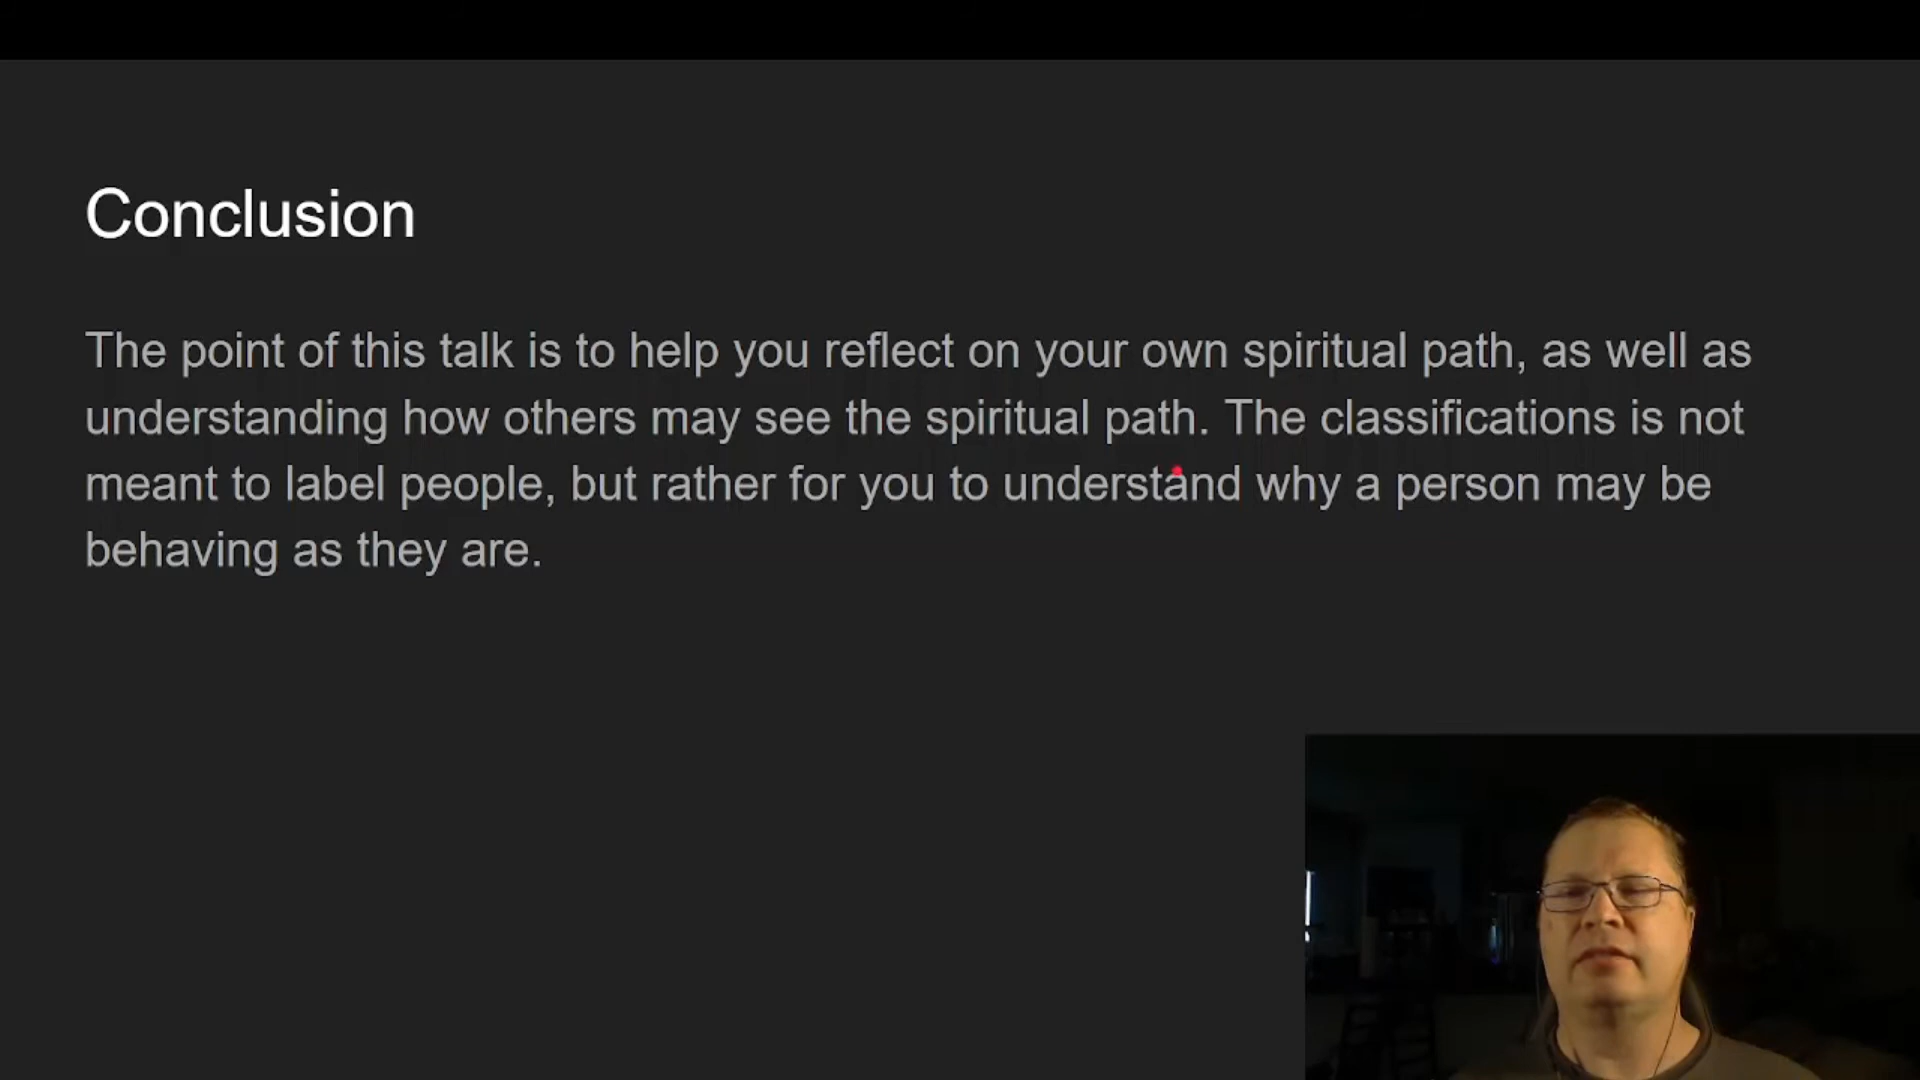 Conclusion
The point of this talk is to help you reflect on your own spiritual path, as well as
understanding how others may see the spiritual path. The classifications is not
meant to label people, but rather for you to understand why a person may be
behaving as they are.